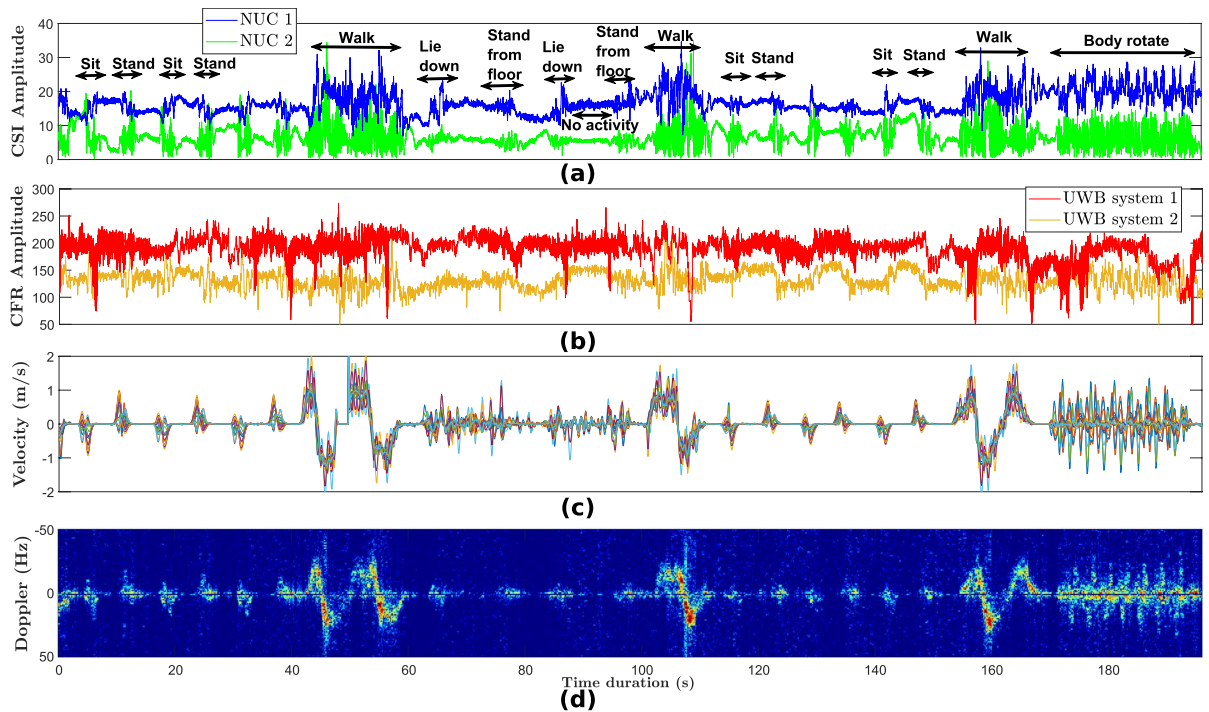 CSI Amplitude
40
30
20
10
0
NUC 1
NUC 2
Sit
Stand
Sit
Stand
Walk
Lie
down
Stand
from
floor
Lie
down
Stand
from
floor
No activity
Walk
Sit
Stand
Sit
Stand
Walk
Body rotate
(a)
CFR Amplitude
300
250
200
150
100
50
UWB system 1
UWB system 2
(b)
Velocity (m/s)
2
1
0
-1
-2
(c)
Doppler (Hz)
-50
0
50
0 20 40 60 80 100 120 140 160 180
Time duration (s)
(d)